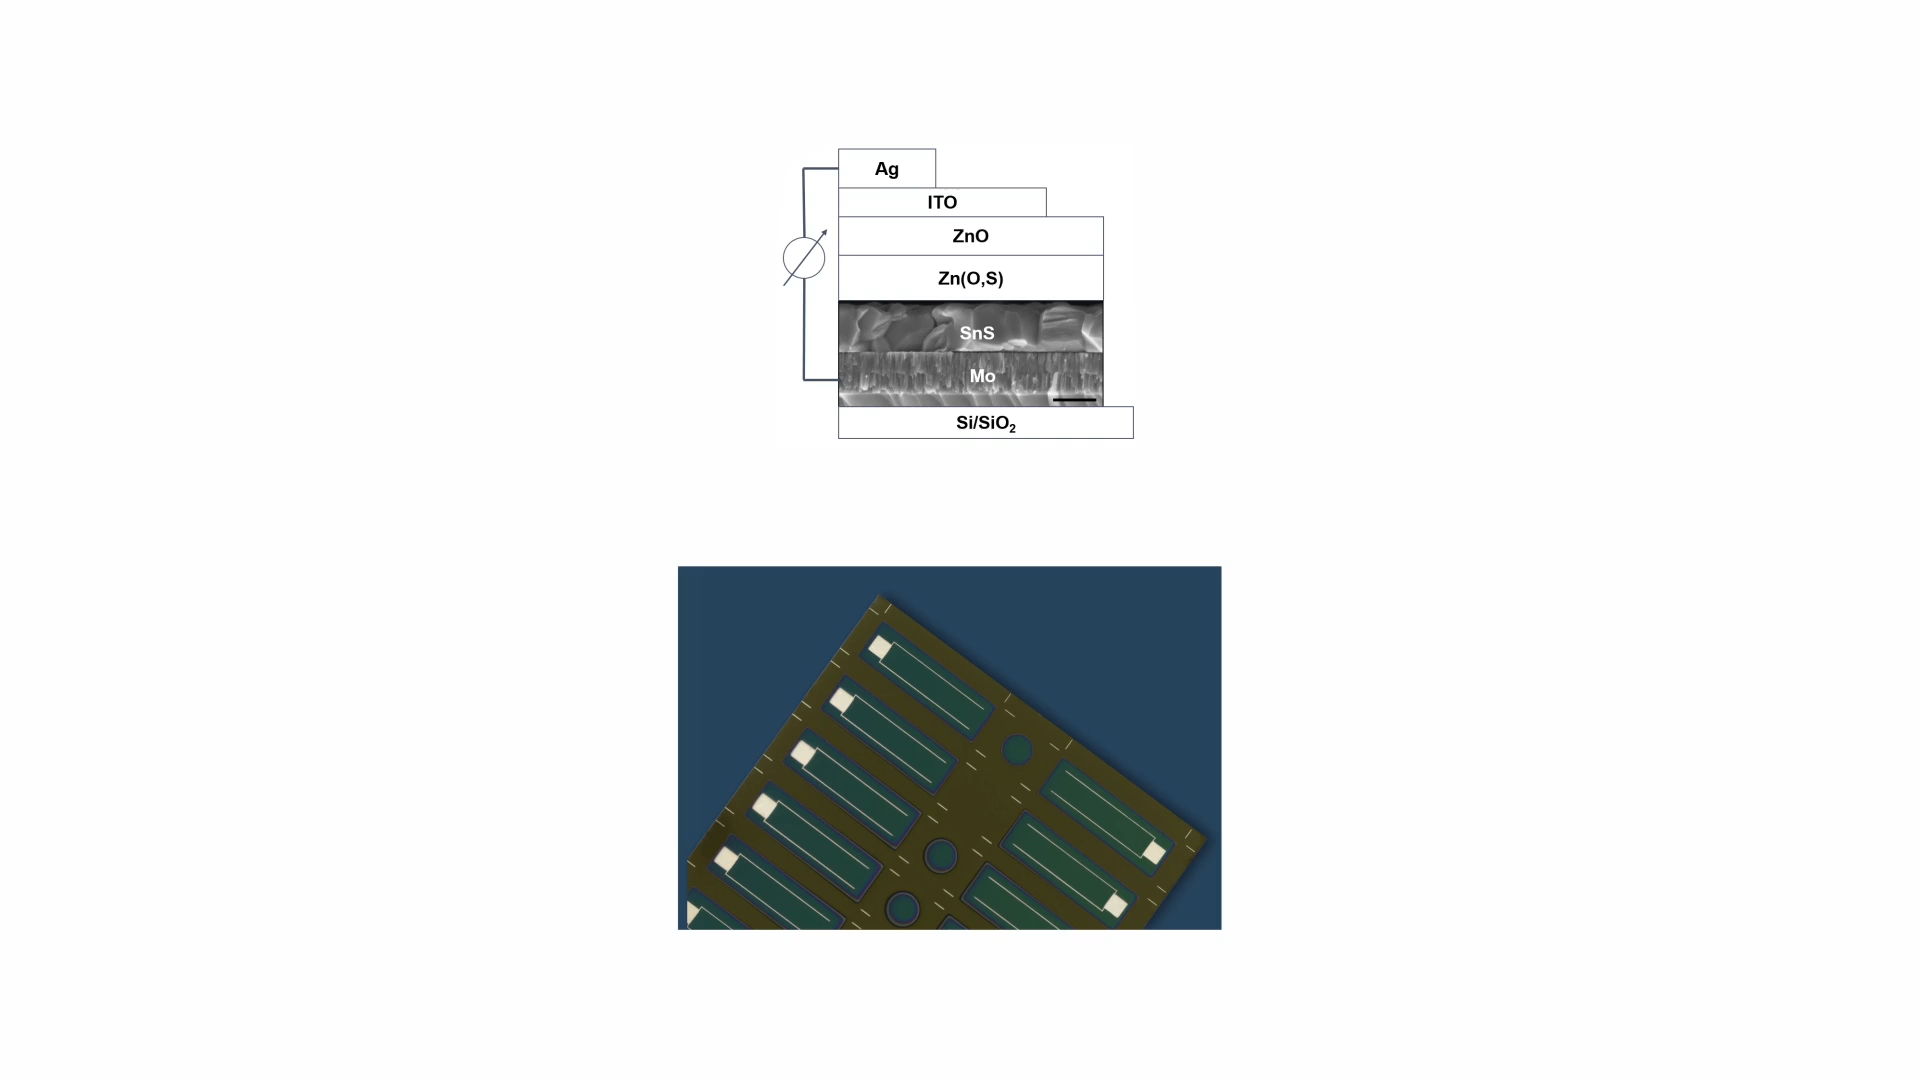 Ag
ITO
ZnO
Zn(O,S)
SnS
Mo
Si/SiO₂